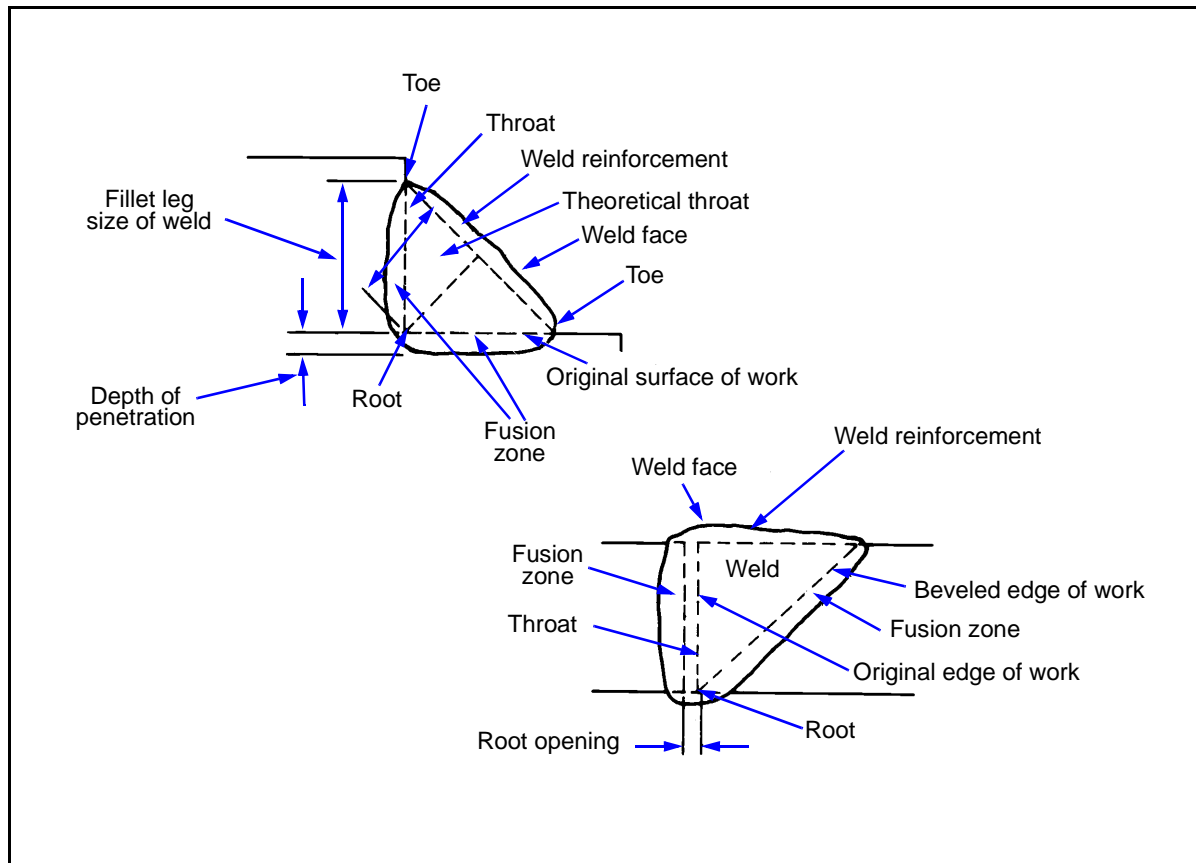 Toe
Throat
Weld reinforcement
Fillet leg
size of weld
Theoretical throat
Weld face
Toe
Original surface of work
Depth of
penetration
Root
Fusion
zone
Weld reinforcement
Weld face
Fusion
zone
Weld
Beveled edge of work
Throat
Fusion zone
Original edge of work
Root
Root opening